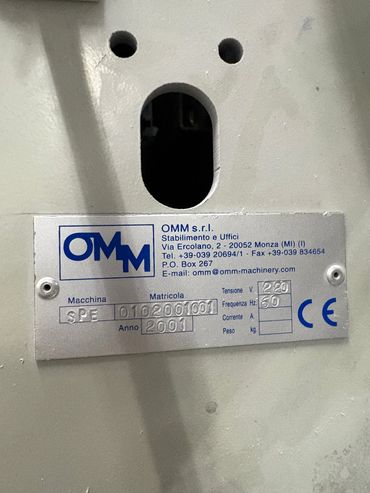 OMM
OMM s.r.l.
Stabilimento e Uffici
Via Ercolano, 2 - 20052 Monza (MI) (I)
Tel. +39-039 20694/1 - Fax +39-039 834654
P.O. Box 267
E-mail: omm@omm-machinery.com
Macchina Matricola
SPE 0102001001
Anno 2001
Tensione V. 220
Frequenza Hz. 60
Corrente A.
Peso kg.
CE